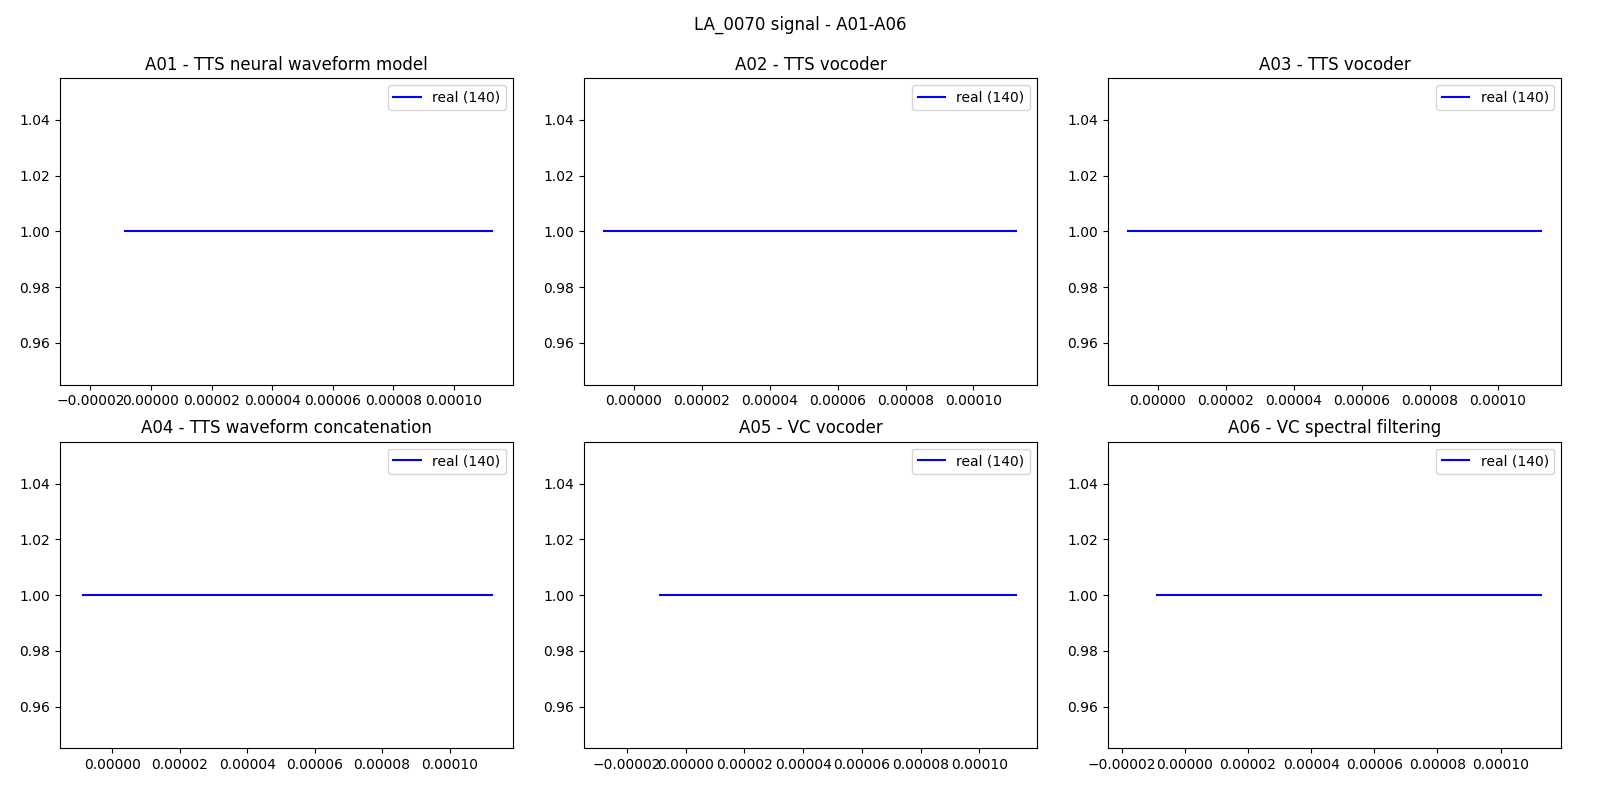 LA_0070 signal - A01-A06
A01 - TTS neural waveform model
real (140)
1.04
1.02
1.00
0.98
0.96
−0.00002 0.00000 0.00002 0.00004 0.00006 0.00008 0.00010
A02 - TTS vocoder
real (140)
1.04
1.02
1.00
0.98
0.96
0.00000 0.00002 0.00004 0.00006 0.00008 0.00010
A03 - TTS vocoder
real (140)
1.04
1.02
1.00
0.98
0.96
0.00000 0.00002 0.00004 0.00006 0.00008 0.00010
A04 - TTS waveform concatenation
real (140)
1.04
1.02
1.00
0.98
0.96
0.00000 0.00002 0.00004 0.00006 0.00008 0.00010
A05 - VC vocoder
real (140)
1.04
1.02
1.00
0.98
0.96
−0.00002 0.00000 0.00002 0.00004 0.00006 0.00008 0.00010
A06 - VC spectral filtering
real (140)
1.04
1.02
1.00
0.98
0.96
−0.00002 0.00000 0.00002 0.00004 0.00006 0.00008 0.00010